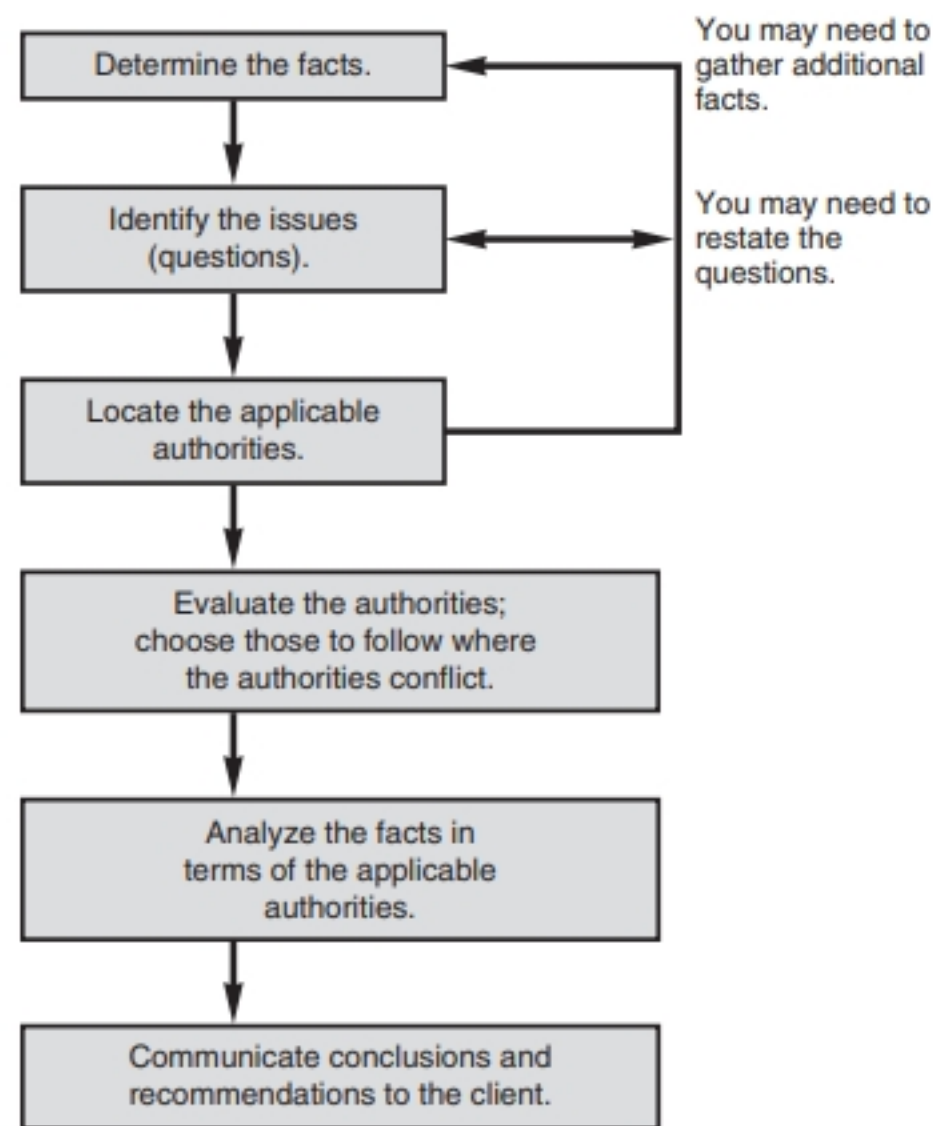 Determine the facts.
You may need to
gather additional
facts.
Identify the issues
(questions).
You may need to
restate the
questions.
Locate the applicable
authorities.
Evaluate the authorities;
choose those to follow where
the authorities conflict.
Analyze the facts in
terms of the applicable
authorities.
Communicate conclusions and
recommendations to the client.